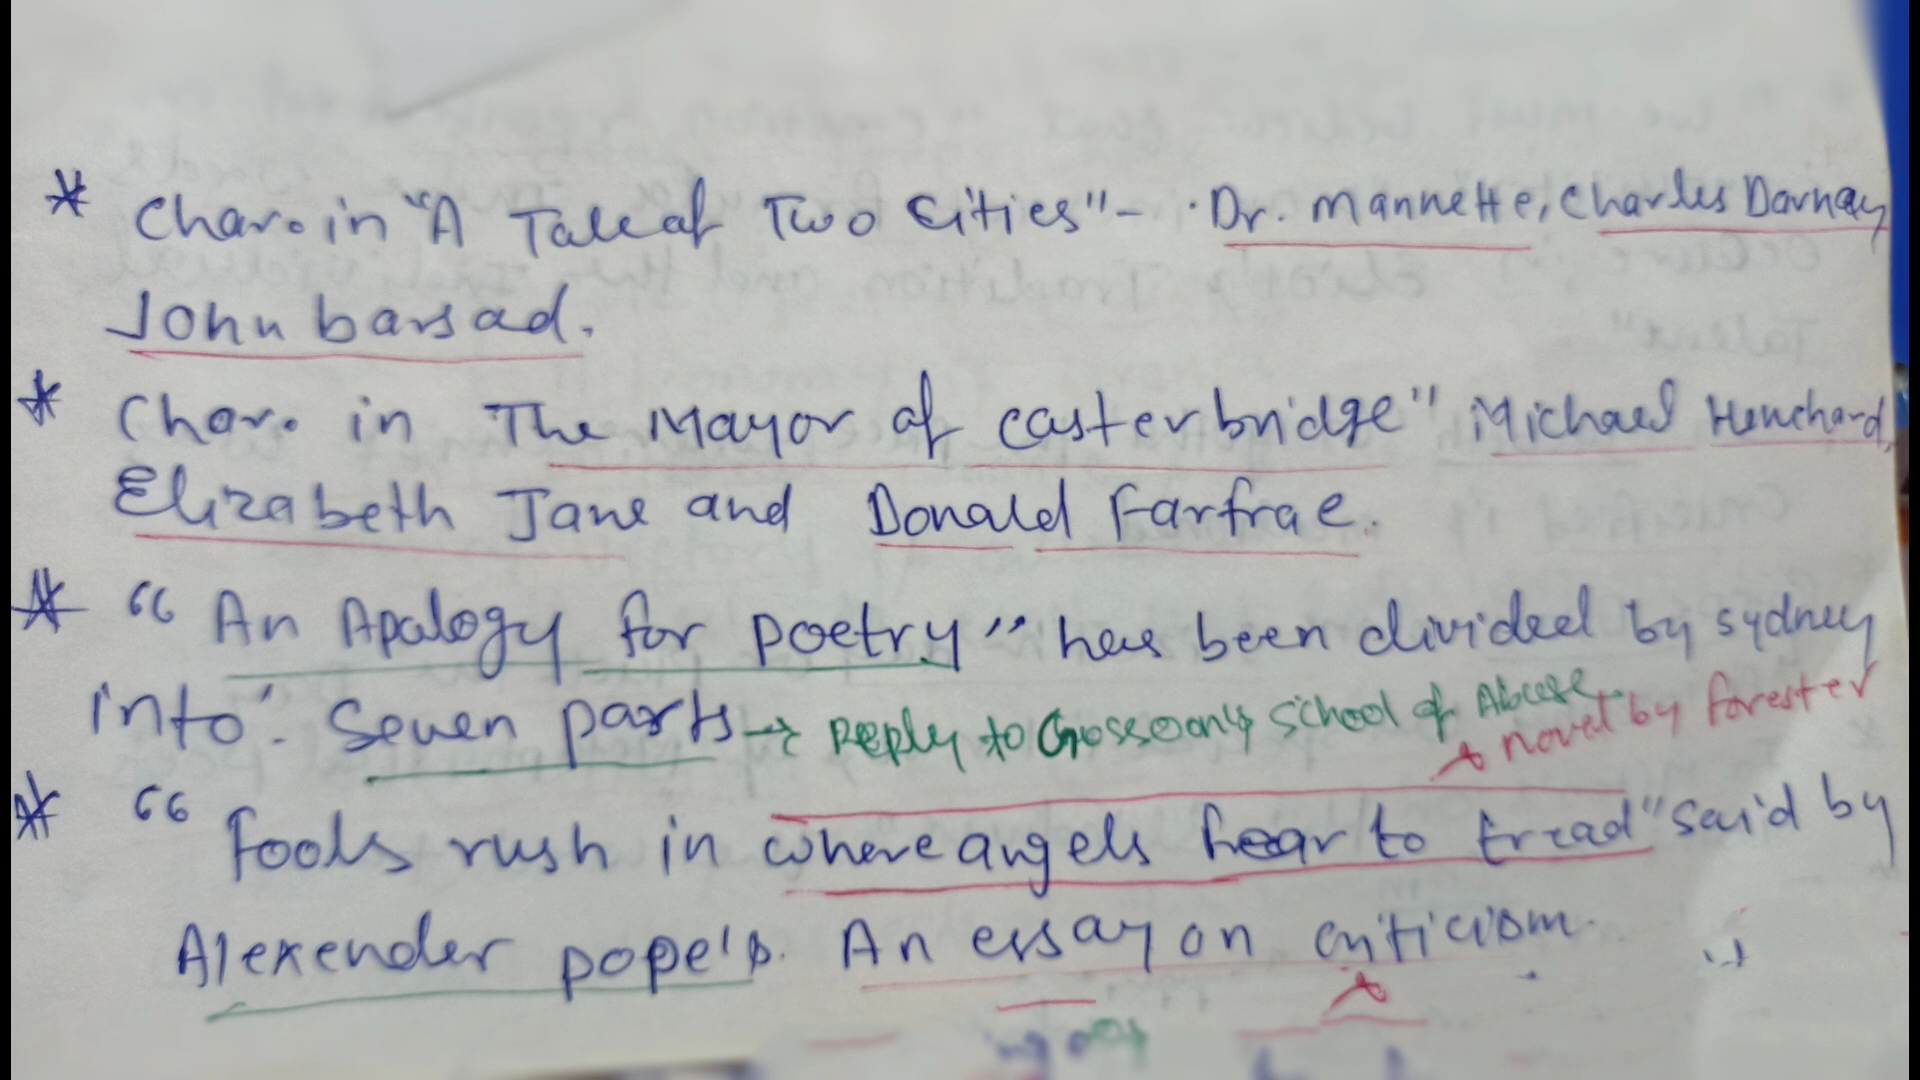 * Char. in "A Tale of Two Cities" - Dr. Mannette, Charles Darnay
John barsad.
* Char. in The Mayor of Casterbridge" Michael Henchard,
Elizabeth Jane and Donald Farfrae.
* "An Apology for poetry" has been divided by sydney
into: Seven parts → Reply to School of Abuse
A novel by forester
* "fools rush in where angels fear to tread" said by
Alexender pope's. An essay on criticism.